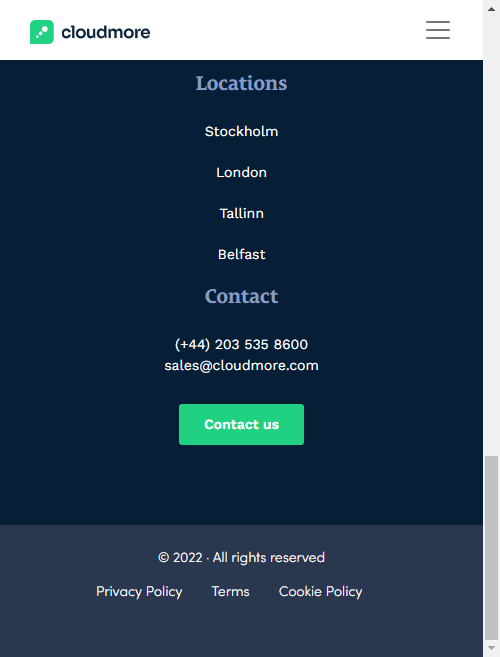 cloudmore
Locations
Stockholm
London
Tallinn
Belfast
Contact
(+44) 203 535 8600
sales@cloudmore.com
Contact us
© 2022 · All rights reserved
Privacy Policy Terms Cookie Policy